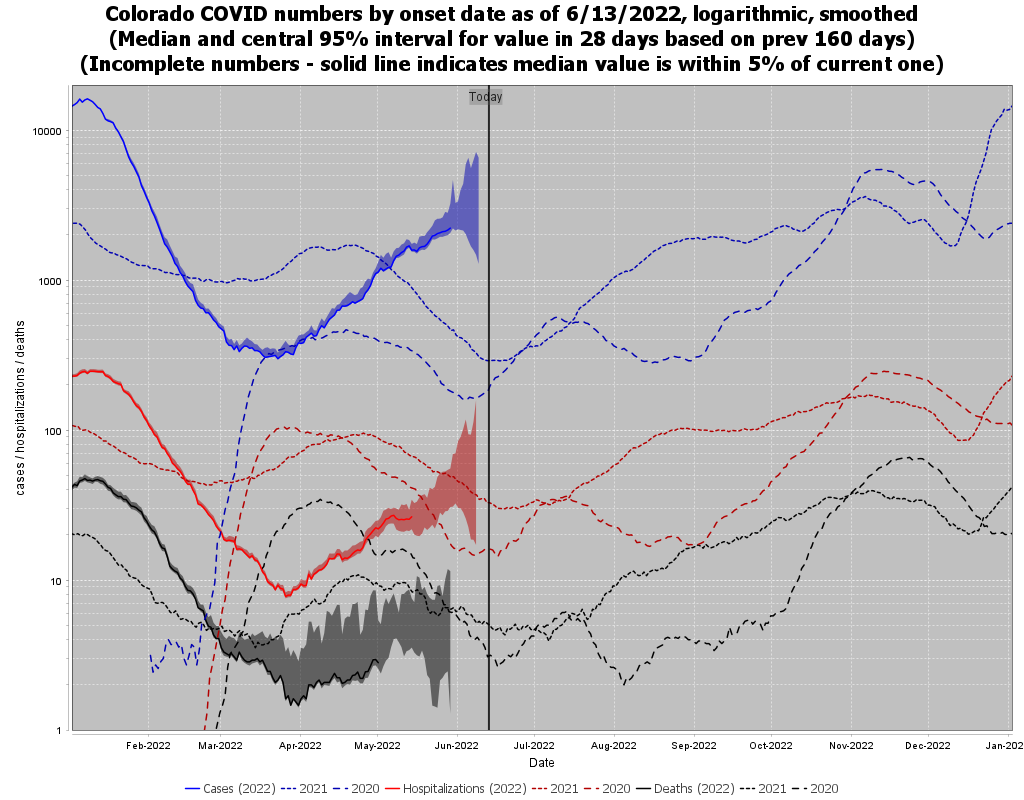 Colorado COVID numbers by onset date as of 6/13/2022, logarithmic, smoothed
(Median and central 95% interval for value in 28 days based on prev 160 days)
(Incomplete numbers - solid line indicates median value is within 5% of current one)
Today
cases / hospitalizations / deaths
10000
1000
100
10
1
Feb-2022 Mar-2022 Apr-2022 May-2022 Jun-2022 Jul-2022 Aug-2022 Sep-2022 Oct-2022 Nov-2022 Dec-2022 Jan-202
Date
Cases (2022) 2021 2020 Hospitalizations (2022) 2021 2020 Deaths (2022) 2021 2020